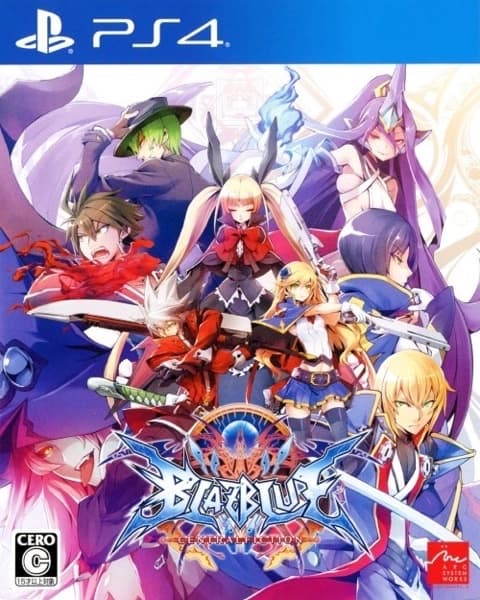 PS4
BLAZBLUE
CENTRALFICTION
CERO
C
15才以上対象
ARC
SYSTEM
WORKS